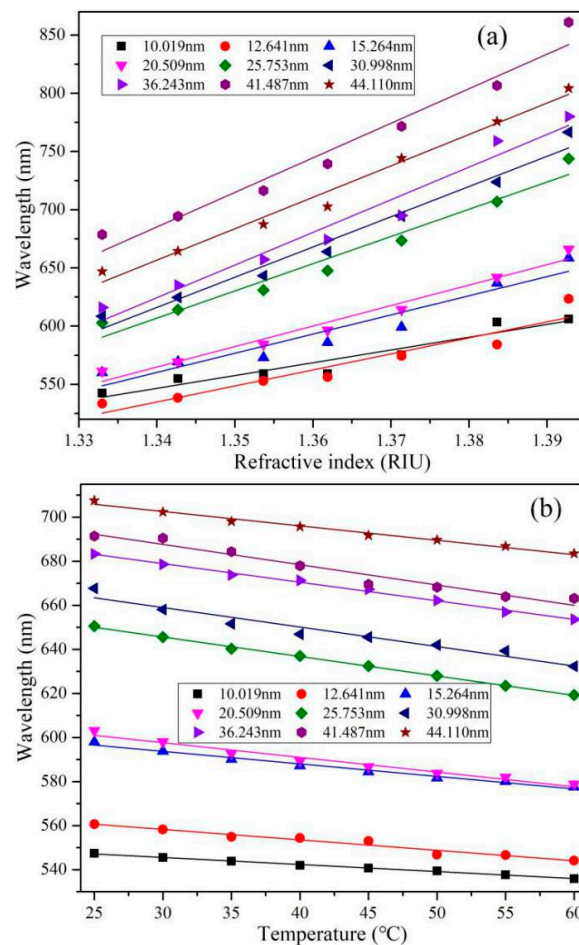 850
800
750
700
650
600
550
Wavelength (nm)
10.019nm 12.641nm 15.264nm
20.509nm 25.753nm 30.998nm
36.243nm 41.487nm 44.110nm
(a)
1.33 1.34 1.35 1.36 1.37 1.38 1.39
Refractive index (RIU)
700
680
660
640
620
600
580
560
540
Wavelength (nm)
(b)
10.019nm 12.641nm 15.264nm
20.509nm 25.753nm 30.998nm
36.243nm 41.487nm 44.110nm
25 30 35 40 45 50 55 60
Temperature (℃)